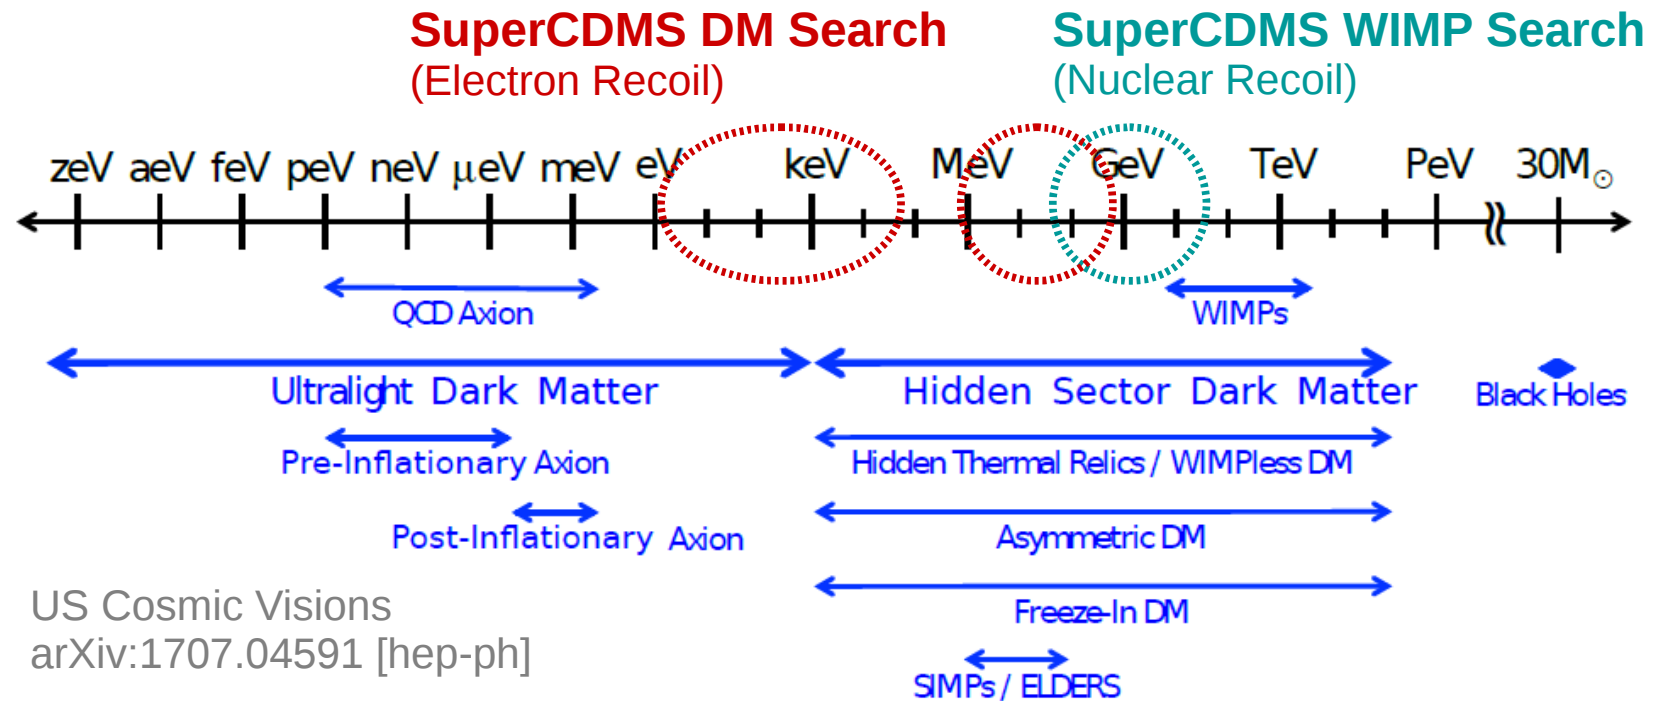 SuperCDMS DM Search
(Electron Recoil)
SuperCDMS WIMP Search
(Nuclear Recoil)
zeV aeV feV peV neV μeV meV eV keV MeV GeV TeV PeV 30M☉
QCD Axion
WIMPs
Ultralight Dark Matter
Hidden Sector Dark Matter
Black Holes
Pre-Inflationary Axion
Hidden Thermal Relics / WIMPless DM
Post-Inflationary Axion
Asymmetric DM
Freeze-In DM
SIMPs / ELDERS
US Cosmic Visions
arXiv:1707.04591 [hep-ph]